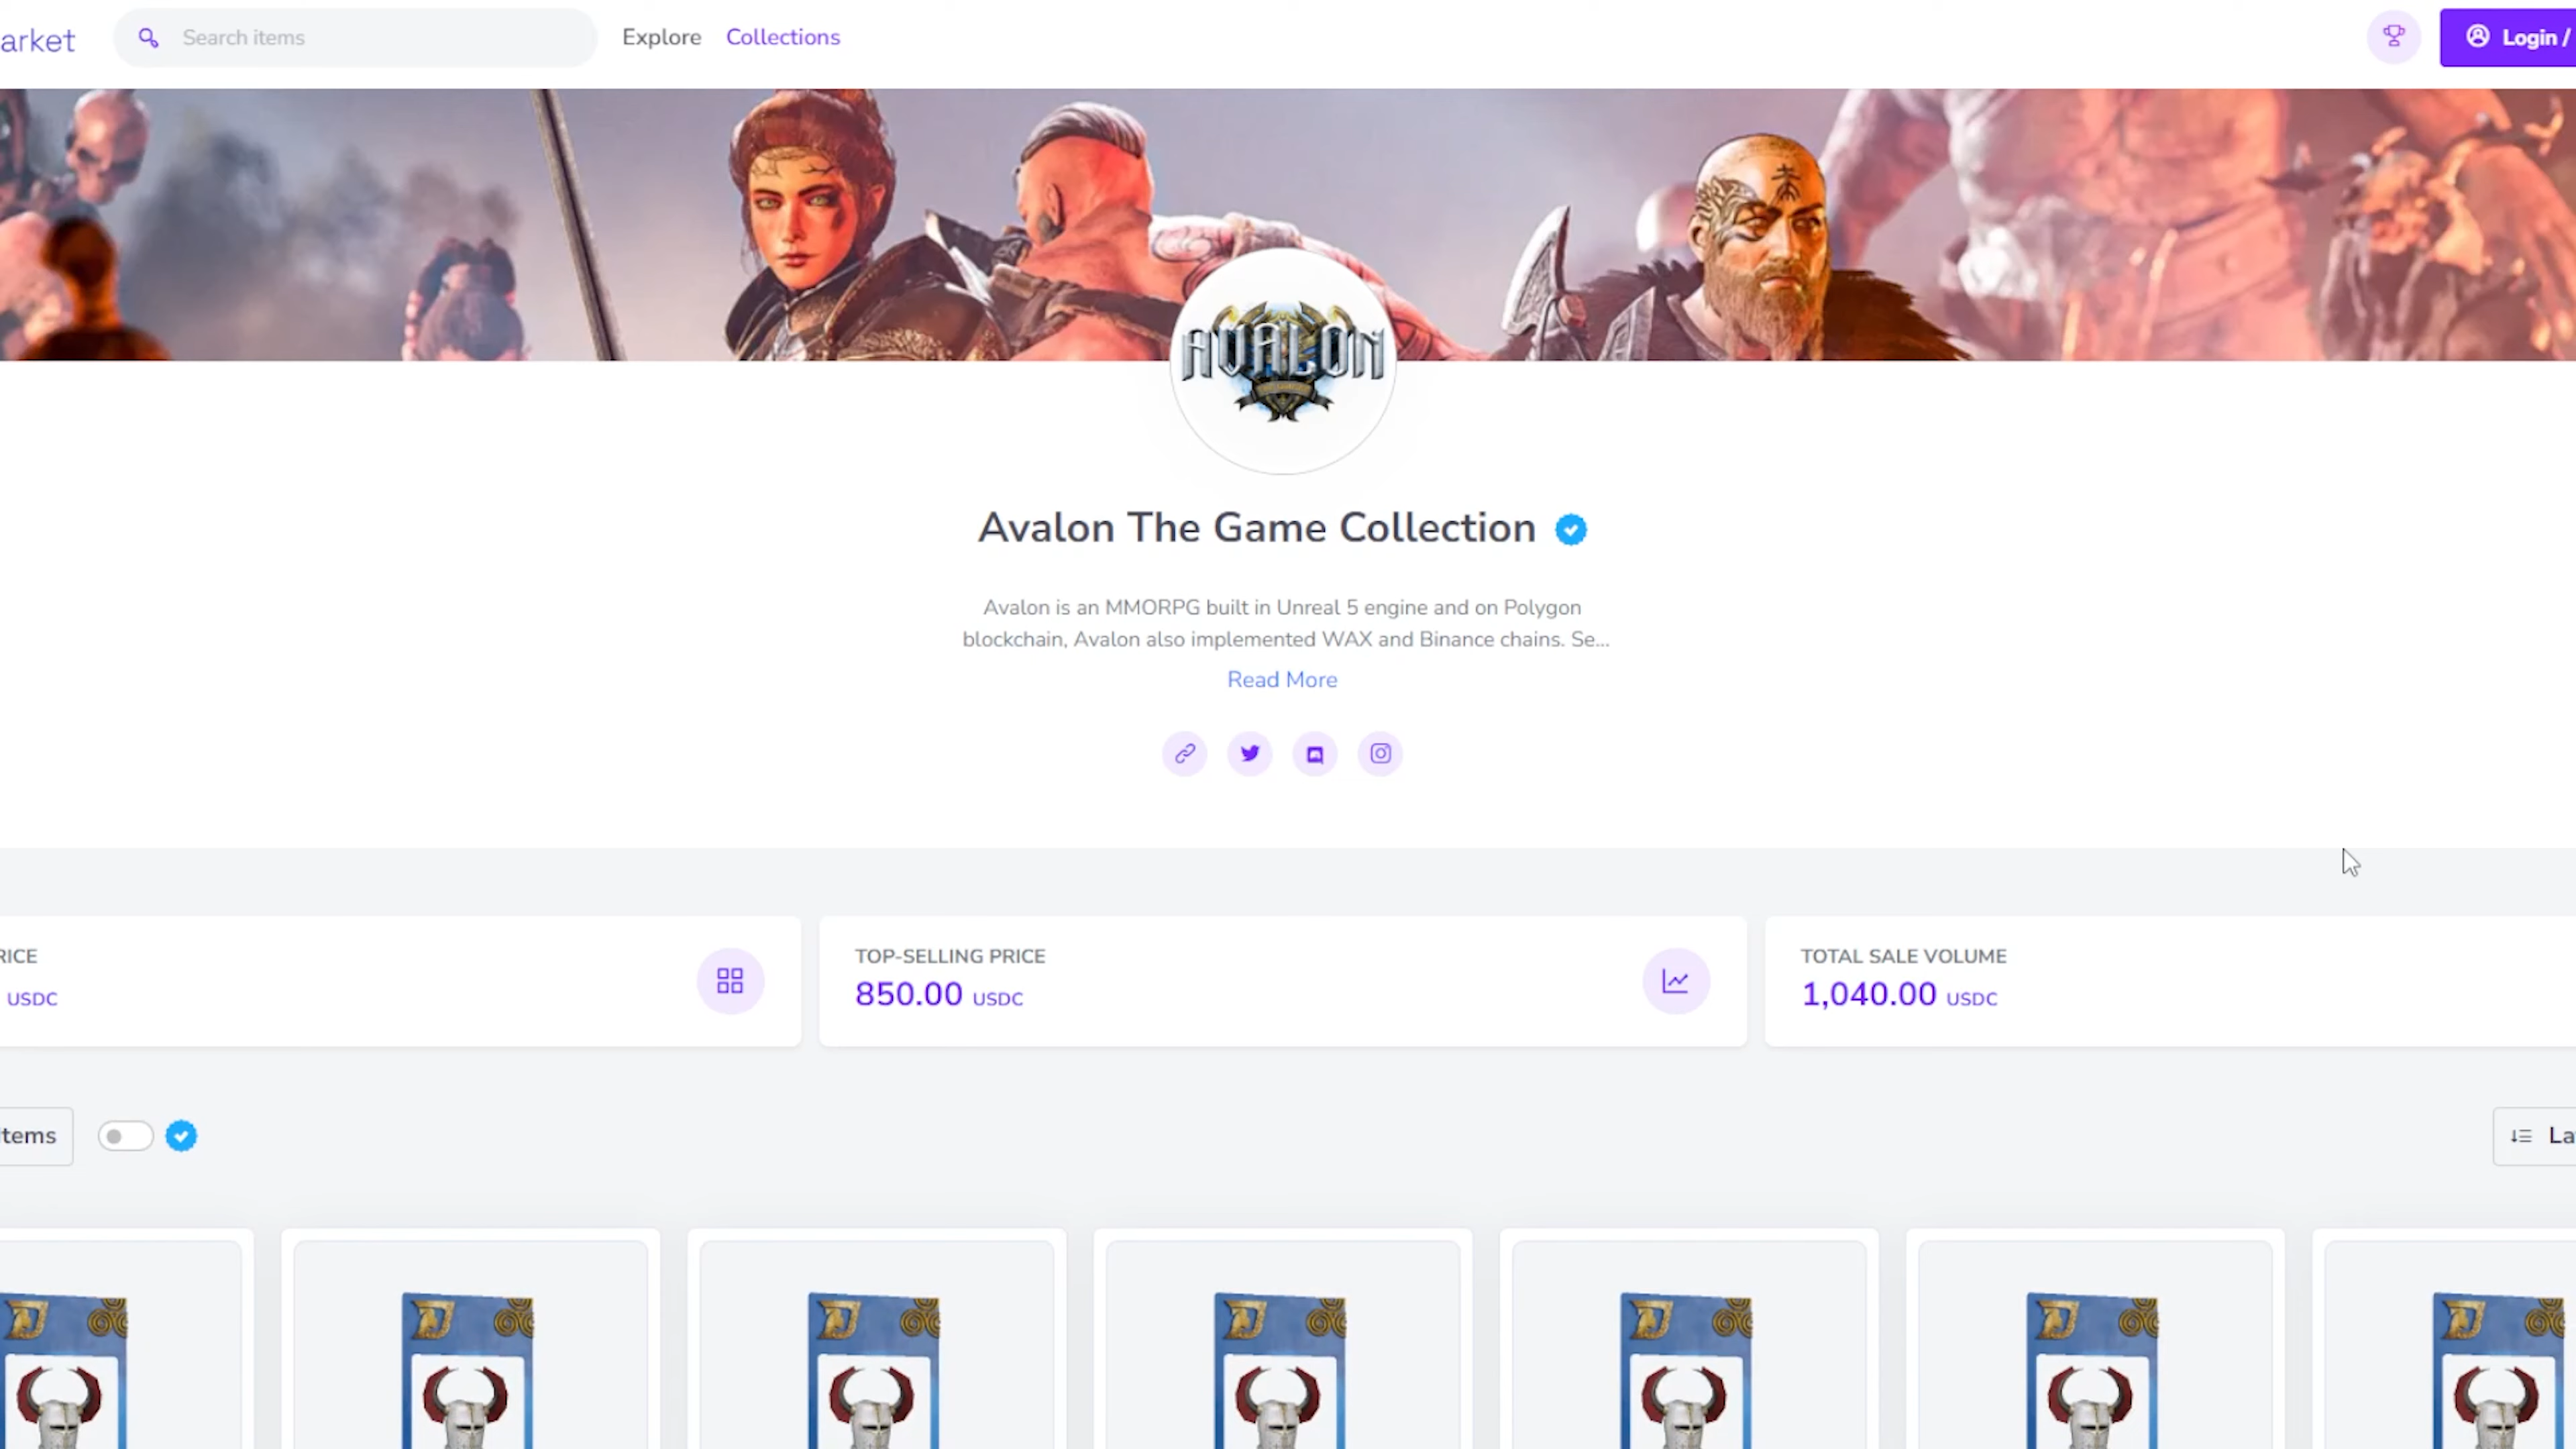 arket
Search items
Explore
Collections
Login /
AVALON
Avalon The Game Collection
Avalon is an MMORPG built in Unreal 5 engine and on Polygon
blockchain, Avalon also implemented WAX and Binance chains. Se...
Read More
RICE
USDC
TOP-SELLING PRICE
850.00 USDC
TOTAL SALE VOLUME
1,040.00 USDC
items
La